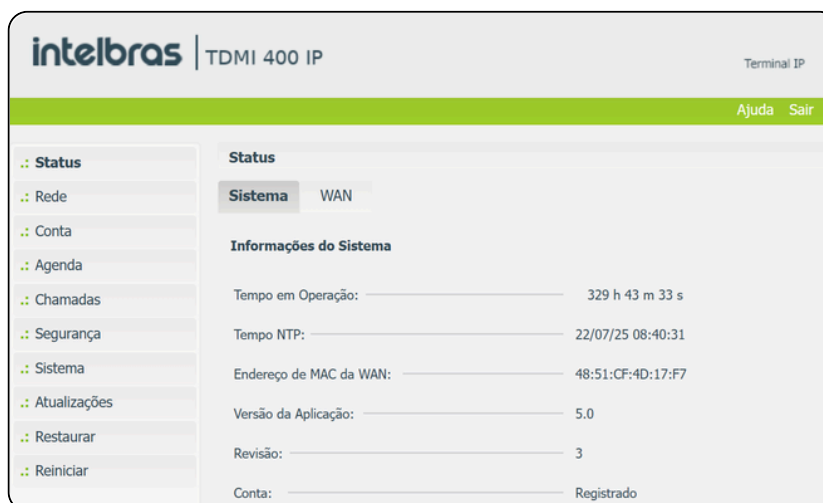 intelbras TDMI 400 IP
Terminal IP
Ajuda Sair
.: Status
.: Rede
.: Conta
.: Agenda
.: Chamadas
.: Segurança
.: Sistema
.: Atualizações
.: Restaurar
.: Reiniciar
Status
Sistema WAN
Informações do Sistema
Tempo em Operação: 329 h 43 m 33 s
Tempo NTP: 22/07/25 08:40:31
Endereço de MAC da WAN: 48:51:CF:4D:17:F7
Versão da Aplicação: 5.0
Revisão: 3
Conta: Registrado